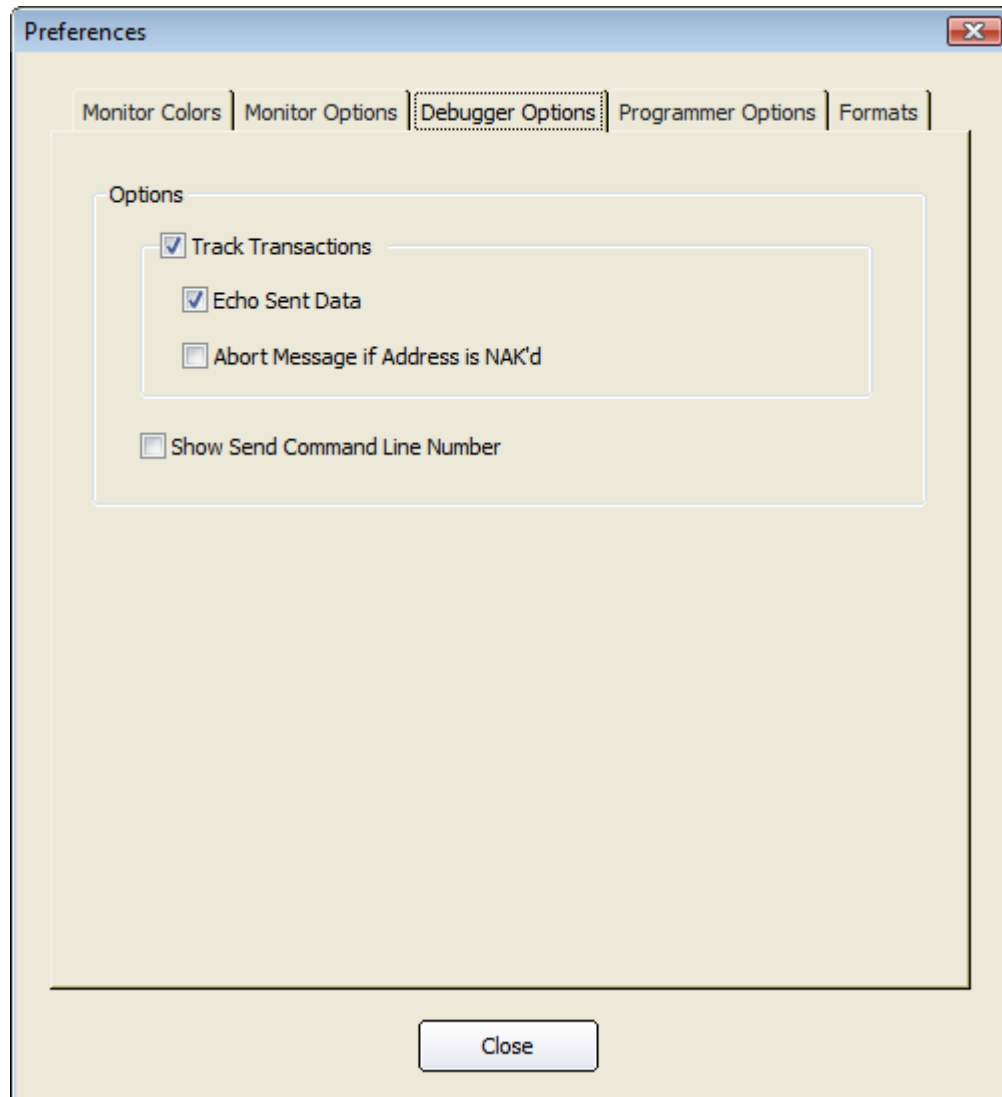 Preferences
Monitor Colors Monitor Options Debugger Options Programmer Options Formats
Options
Track Transactions
Echo Sent Data
Abort Message if Address is NAK'd
Show Send Command Line Number
Close